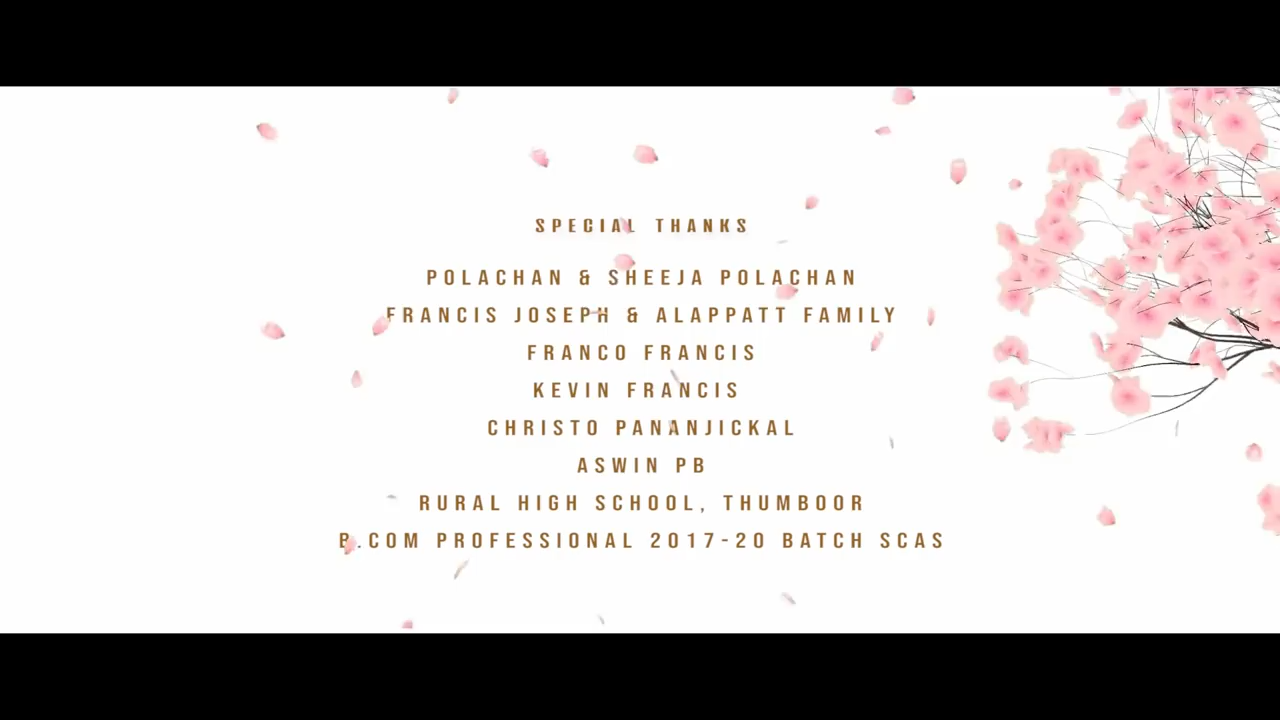 SPECIAL THANKS
POLACHAN & SHEEJA POLACHAN
FRANCIS JOSEPH & ALAPPATT FAMILY
FRANCO FRANCIS
KEVIN FRANCIS
CHRISTO PANANJICKAL
ASWIN PB
RURAL HIGH SCHOOL, THUMBOOR
B.COM PROFESSIONAL 2017-20 BATCH SCAS